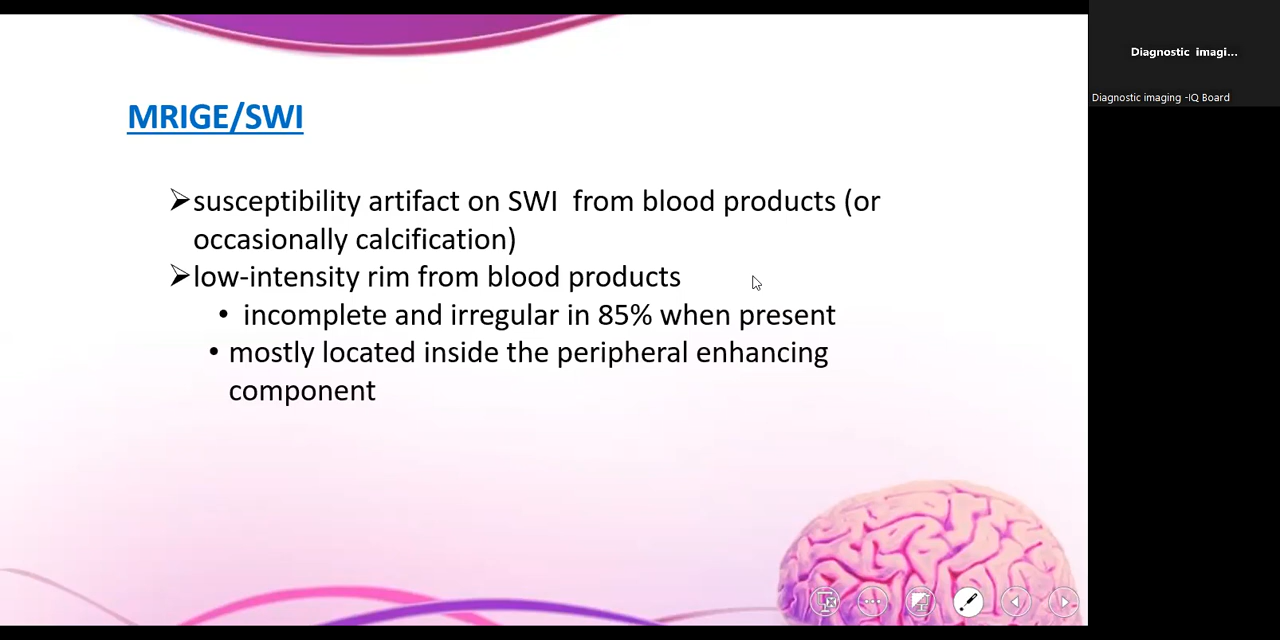 MRIGE/SWI
➤susceptibility artifact on SWI from blood products (or
occasionally calcification)
➤low-intensity rim from blood products
• incomplete and irregular in 85% when present
• mostly located inside the peripheral enhancing
component
Diagnostic imagi...
Diagnostic imaging -IQ Board